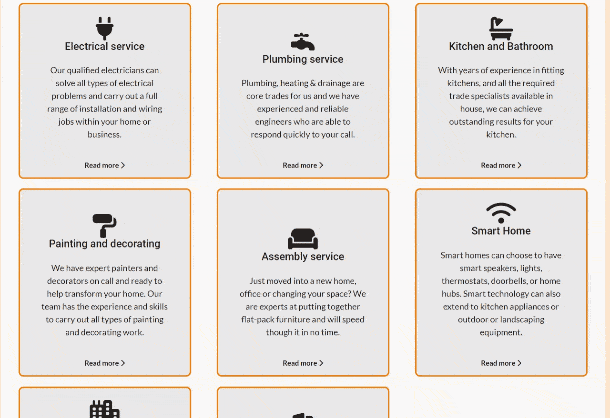 Electrical service
Our qualified electricians can
solve all types of electrical
problems and carry out a full
range of installation and wiring
jobs within your home or
business.
Read more
Plumbing service
Plumbing, heating & drainage are
core trades for us and we have
experienced and reliable
engineers who are able to
respond quickly to your call.
Read more
Kitchen and Bathroom
With years of experience in fitting
kitchens, and all the required
trade specialists available in
house, we can achieve
outstanding results for your
kitchen.
Read more
Painting and decorating
We have expert painters and
decorators on call and ready to
help transform your home. Our
team has the experience and skills
to carry out all types of painting
and decorating work.
Read more
Assembly service
Just moved into a new home,
office or changing your space? We
are experts at putting together
flat-pack furniture and will speed
though it in no time.
Read more
Smart Home
Smart homes can choose to have
smart speakers, lights,
thermostats, doorbells, or home
hubs. Smart technology can also
extend to kitchen appliances or
outdoor or landscaping
equipment.
Read more